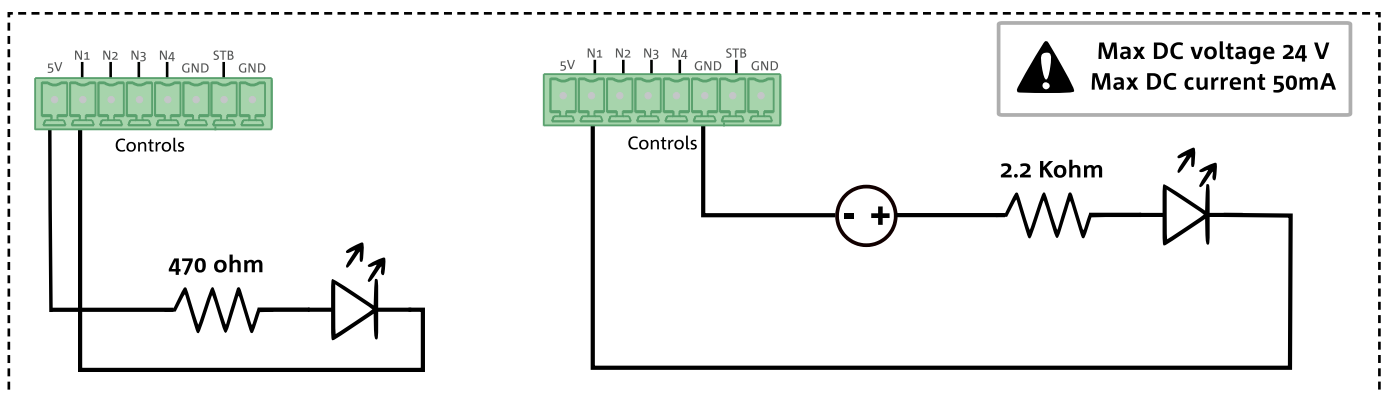 5V N1 N2 N3 N4 GND STB GND
Controls
470 ohm
5V N1 N2 N3 N4 GND STB GND
Controls
2.2 Kohm
- +
Max DC voltage 24 V
Max DC current 50mA